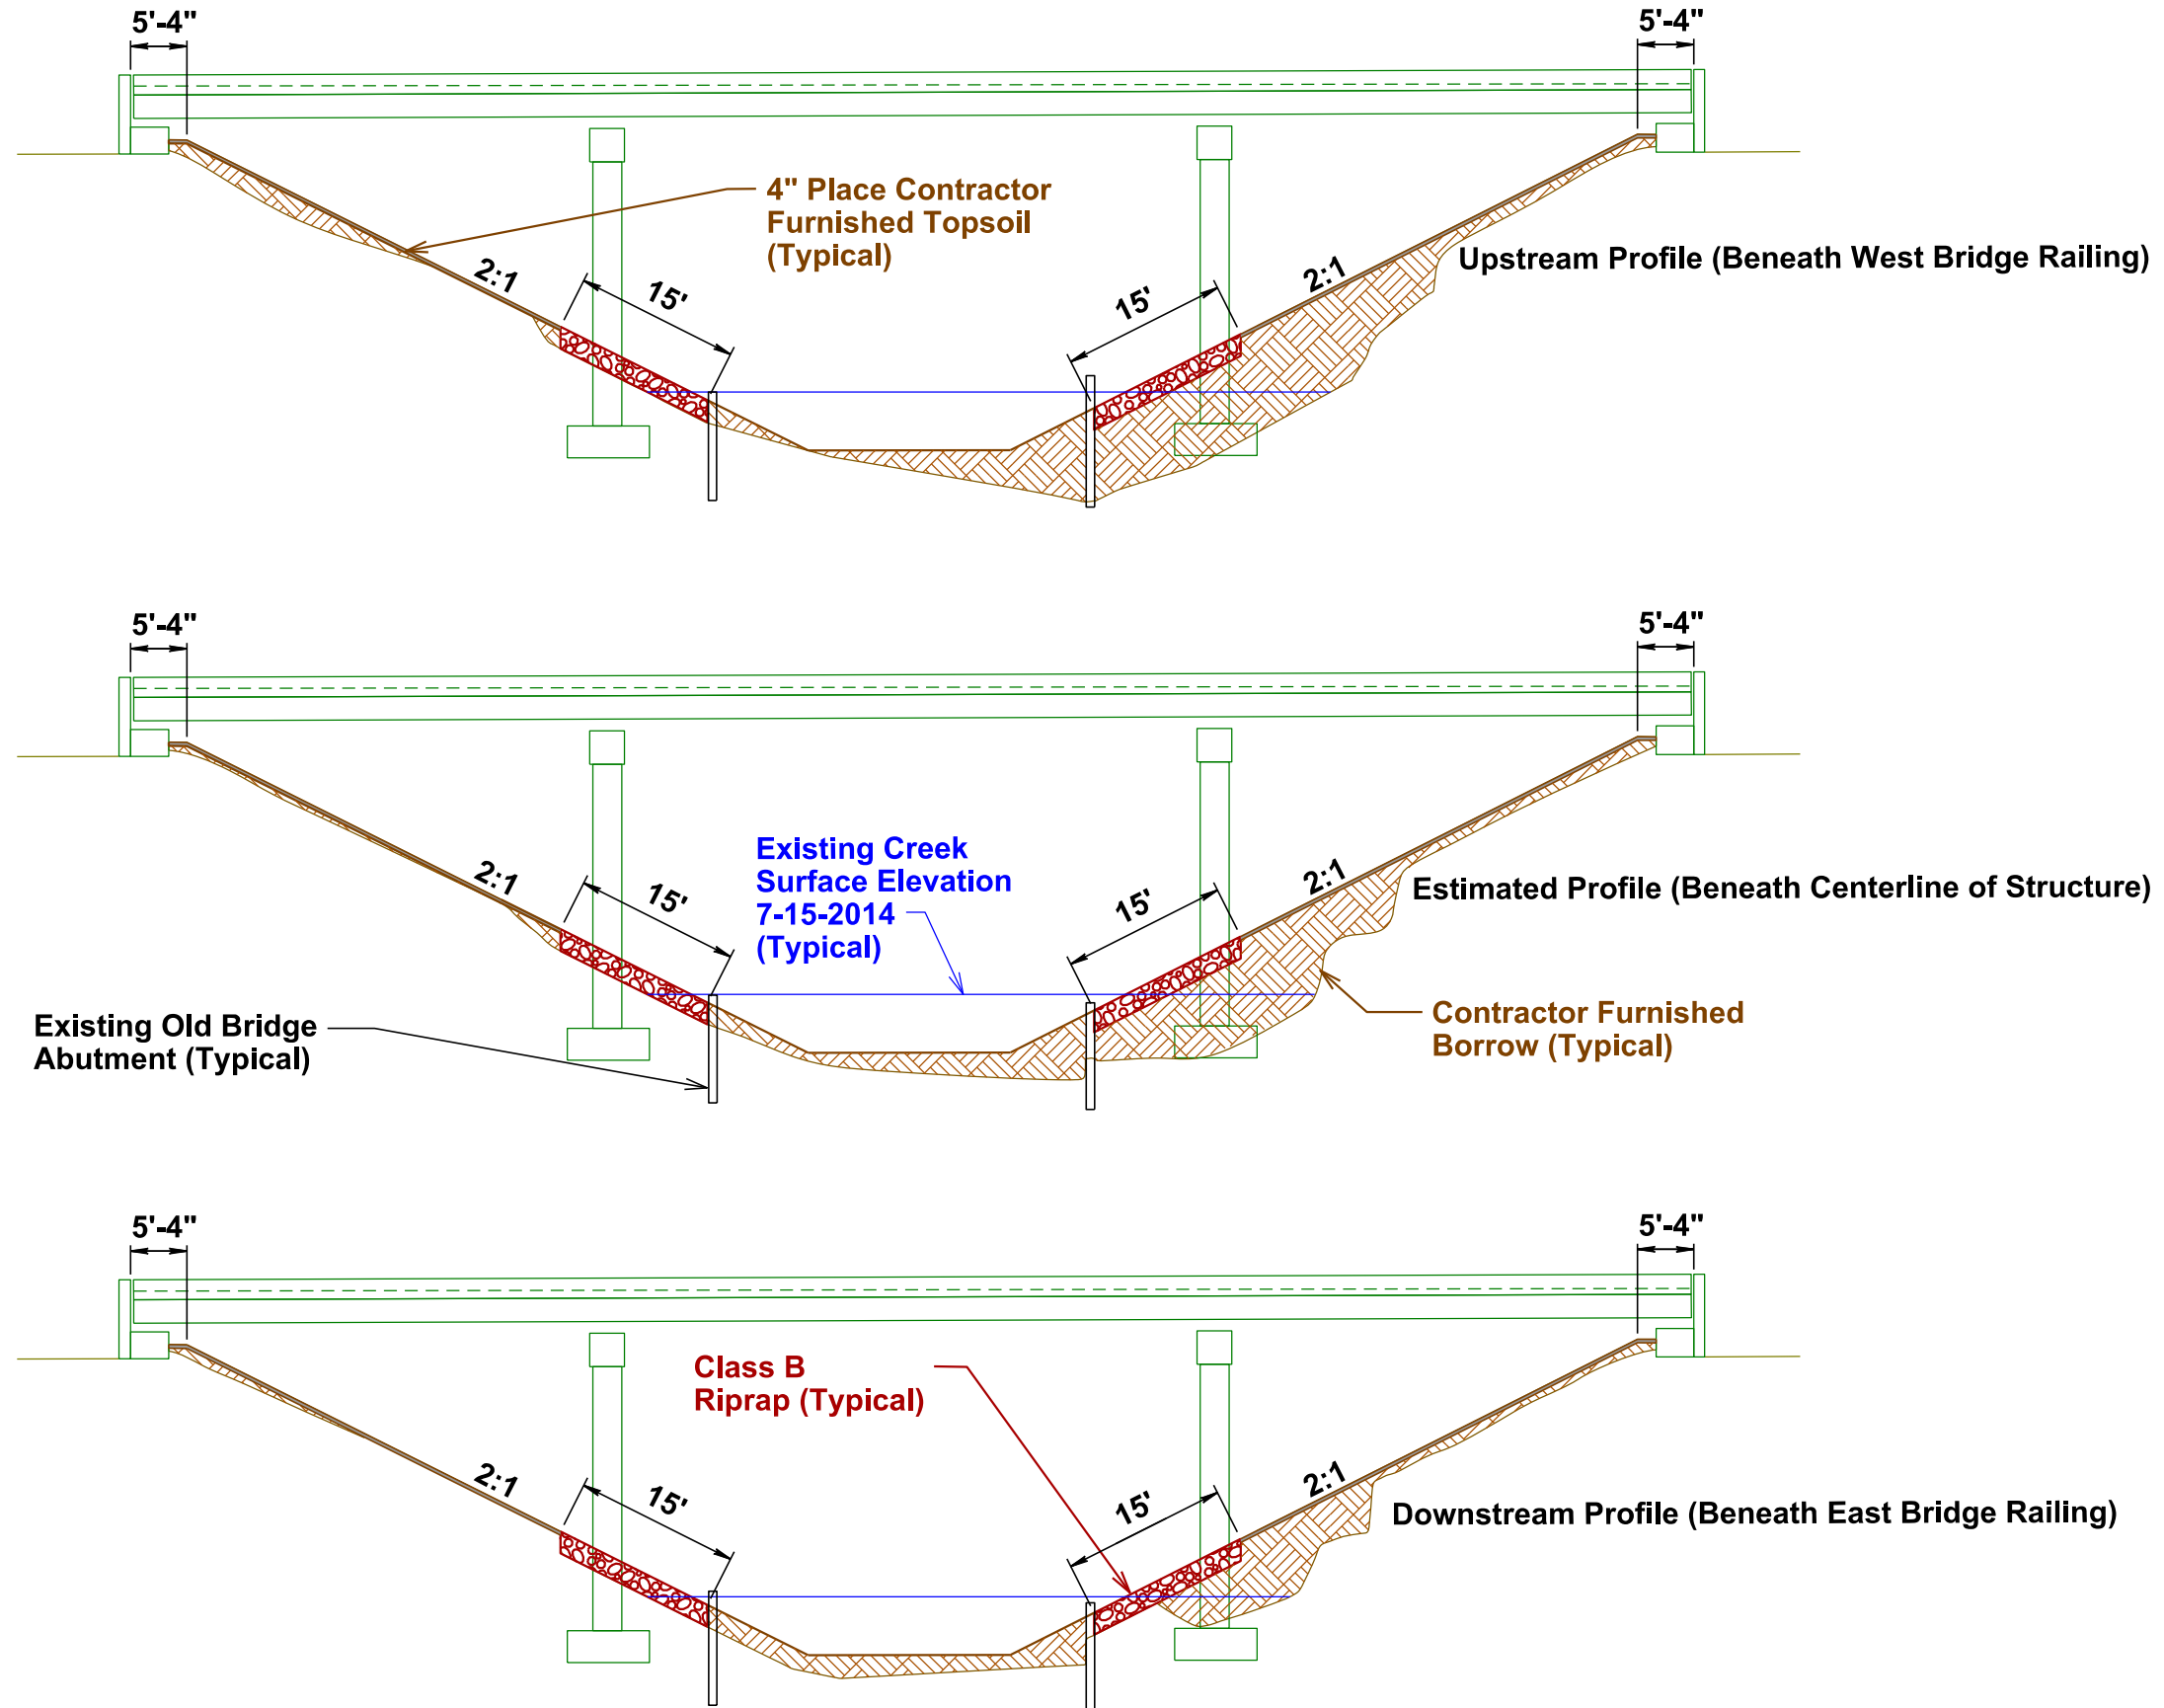 5'-4"
5'-4"
4" Place Contractor
Furnished Topsoil
(Typical)
2:1
15'
15'
2:1
Upstream Profile (Beneath West Bridge Railing)
5'-4"
5'-4"
2:1
15'
Existing Creek
Surface Elevation
7-15-2014
(Typical)
15'
2:1
Estimated Profile (Beneath Centerline of Structure)
Existing Old Bridge
Abutment (Typical)
Contractor Furnished
Borrow (Typical)
5'-4"
5'-4"
Class B
Riprap (Typical)
2:1
15'
15'
2:1
Downstream Profile (Beneath East Bridge Railing)